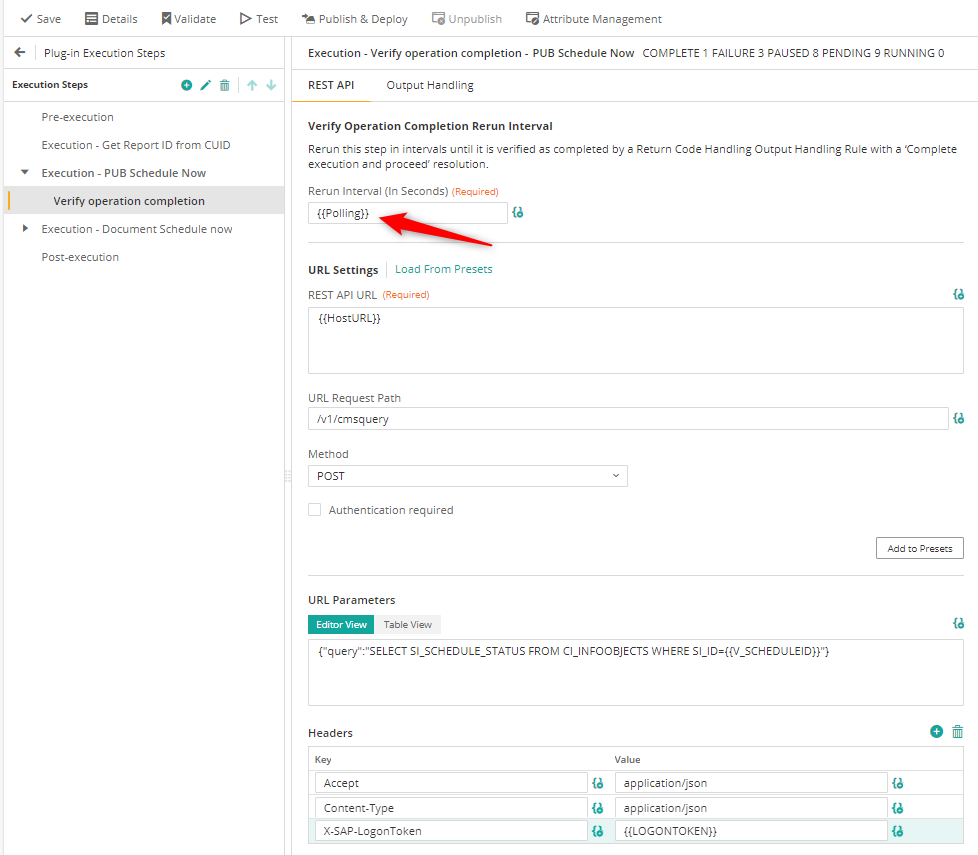 Save Details Validate Test Publish & Deploy Unpublish Attribute Management
Plug-in Execution Steps
Execution Steps
Pre-execution
Execution - Get Report ID from CUID
Execution - PUB Schedule Now
Verify operation completion
Execution - Document Schedule now
Post-execution
Execution - Verify operation completion - PUB Schedule Now COMPLETE 1 FAILURE 3 PAUSED 8 PENDING 9 RUNNING 0
REST API Output Handling
Verify Operation Completion Rerun Interval
Rerun this step in intervals until it is verified as completed by a Return Code Handling Output Handling Rule with a ‘Complete
execution and proceed’ resolution.
Rerun Interval (In Seconds) (Required)
{{Polling}}
URL Settings Load From Presets
REST API URL (Required)
{{HostURL}}
URL Request Path
/v1/cmsquery
Method
POST
Authentication required
Add to Presets
URL Parameters
Editor View Table View
{"query":"SELECT SI_SCHEDULE_STATUS FROM CI_INFOOBJECTS WHERE SI_ID={{V_SCHEDULEID}}"}
Headers
Key Value
Accept application/json
Content-Type application/json
X-SAP-LogonToken {{LOGONTOKEN}}